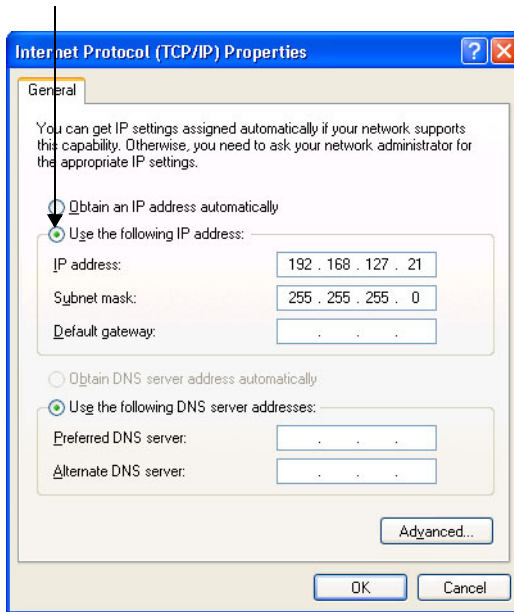 Internet Protocol (TCP/IP) Properties
General
You can get IP settings assigned automatically if your network supports
this capability. Otherwise, you need to ask your network administrator for
the appropriate IP settings.
Obtain an IP address automatically
Use the following IP address:
IP address: 192 . 168 . 127 . 21
Subnet mask: 255 . 255 . 255 . 0
Default gateway: . . .
Obtain DNS server address automatically
Use the following DNS server addresses:
Preferred DNS server: . . .
Alternate DNS server: . . .
Advanced...
OK Cancel